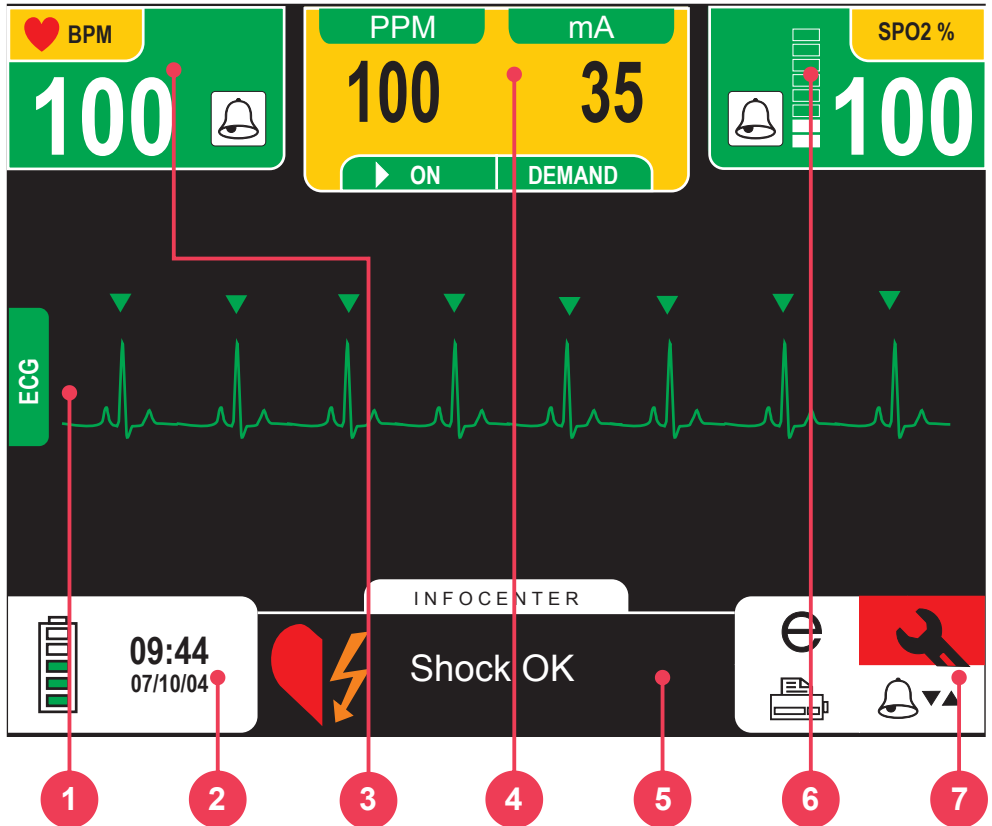 BPM
100
PPM
mA
100
35
ON
DEMAND
SPO2 %
100
ECG
INFOCENTER
09:44
07/10/04
Shock OK
e
1
2
3
4
5
6
7